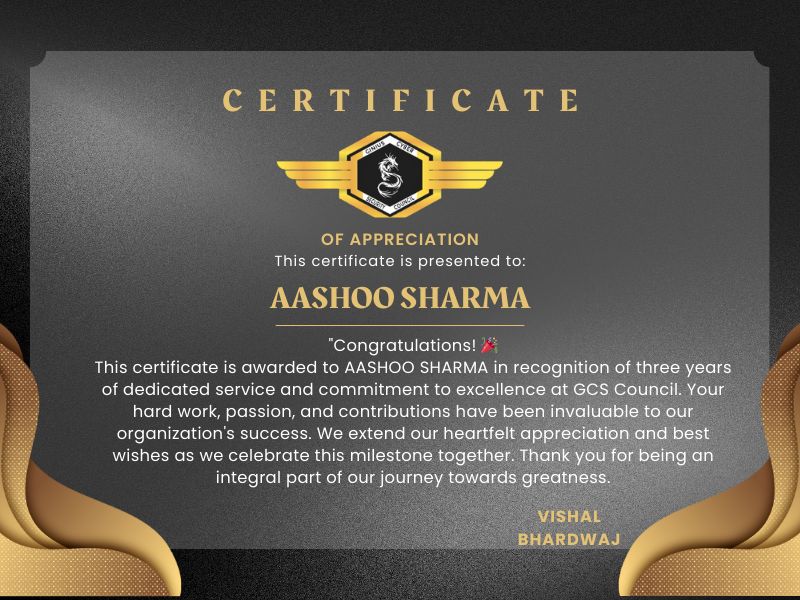 CERTIFICATE
GINIUS CYBER
SECURITY COUNCIL
OF APPRECIATION
This certificate is presented to:
AASHOO SHARMA
"Congratulations! 🎉
This certificate is awarded to AASHOO SHARMA in recognition of three years
of dedicated service and commitment to excellence at GCS Council. Your
hard work, passion, and contributions have been invaluable to our
organization's success. We extend our heartfelt appreciation and best
wishes as we celebrate this milestone together. Thank you for being an
integral part of our journey towards greatness.
VISHAL
BHARDWAJ